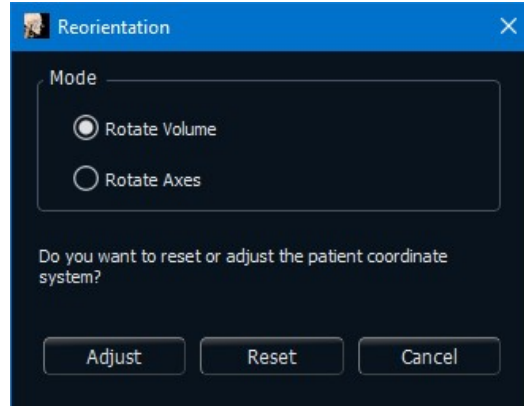 Reorientation
Mode
Rotate Volume
Rotate Axes
Do you want to reset or adjust the patient coordinate
system?
Adjust Reset Cancel